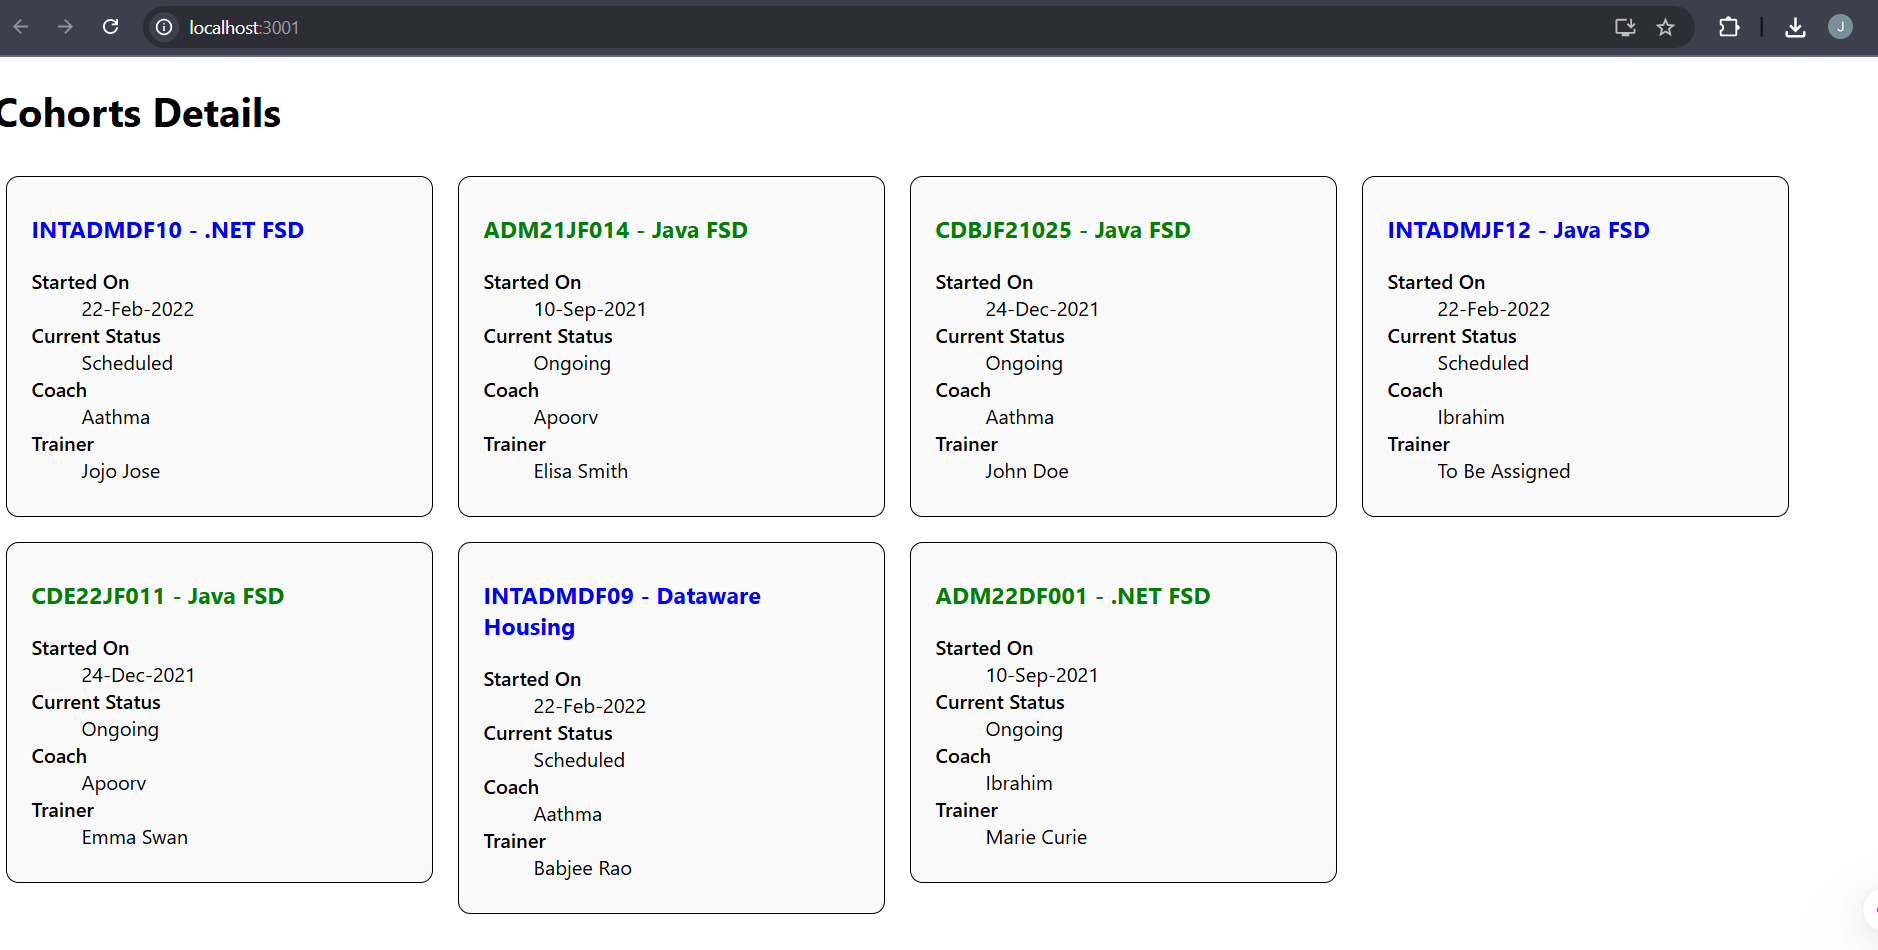 localhost:3001
J
Cohorts Details
INTADMDF10 - .NET FSD
Started On
22-Feb-2022
Current Status
Scheduled
Coach
Aathma
Trainer
Jojo Jose
ADM21JF014 - Java FSD
Started On
10-Sep-2021
Current Status
Ongoing
Coach
Apoorv
Trainer
Elisa Smith
CDBJF21025 - Java FSD
Started On
24-Dec-2021
Current Status
Ongoing
Coach
Aathma
Trainer
John Doe
INTADMJF12 - Java FSD
Started On
22-Feb-2022
Current Status
Scheduled
Coach
Ibrahim
Trainer
To Be Assigned
CDE22JF011 - Java FSD
Started On
24-Dec-2021
Current Status
Ongoing
Coach
Apoorv
Trainer
Emma Swan
INTADMDF09 - Dataware
Housing
Started On
22-Feb-2022
Current Status
Scheduled
Coach
Aathma
Trainer
Babjee Rao
ADM22DF001 - .NET FSD
Started On
10-Sep-2021
Current Status
Ongoing
Coach
Ibrahim
Trainer
Marie Curie